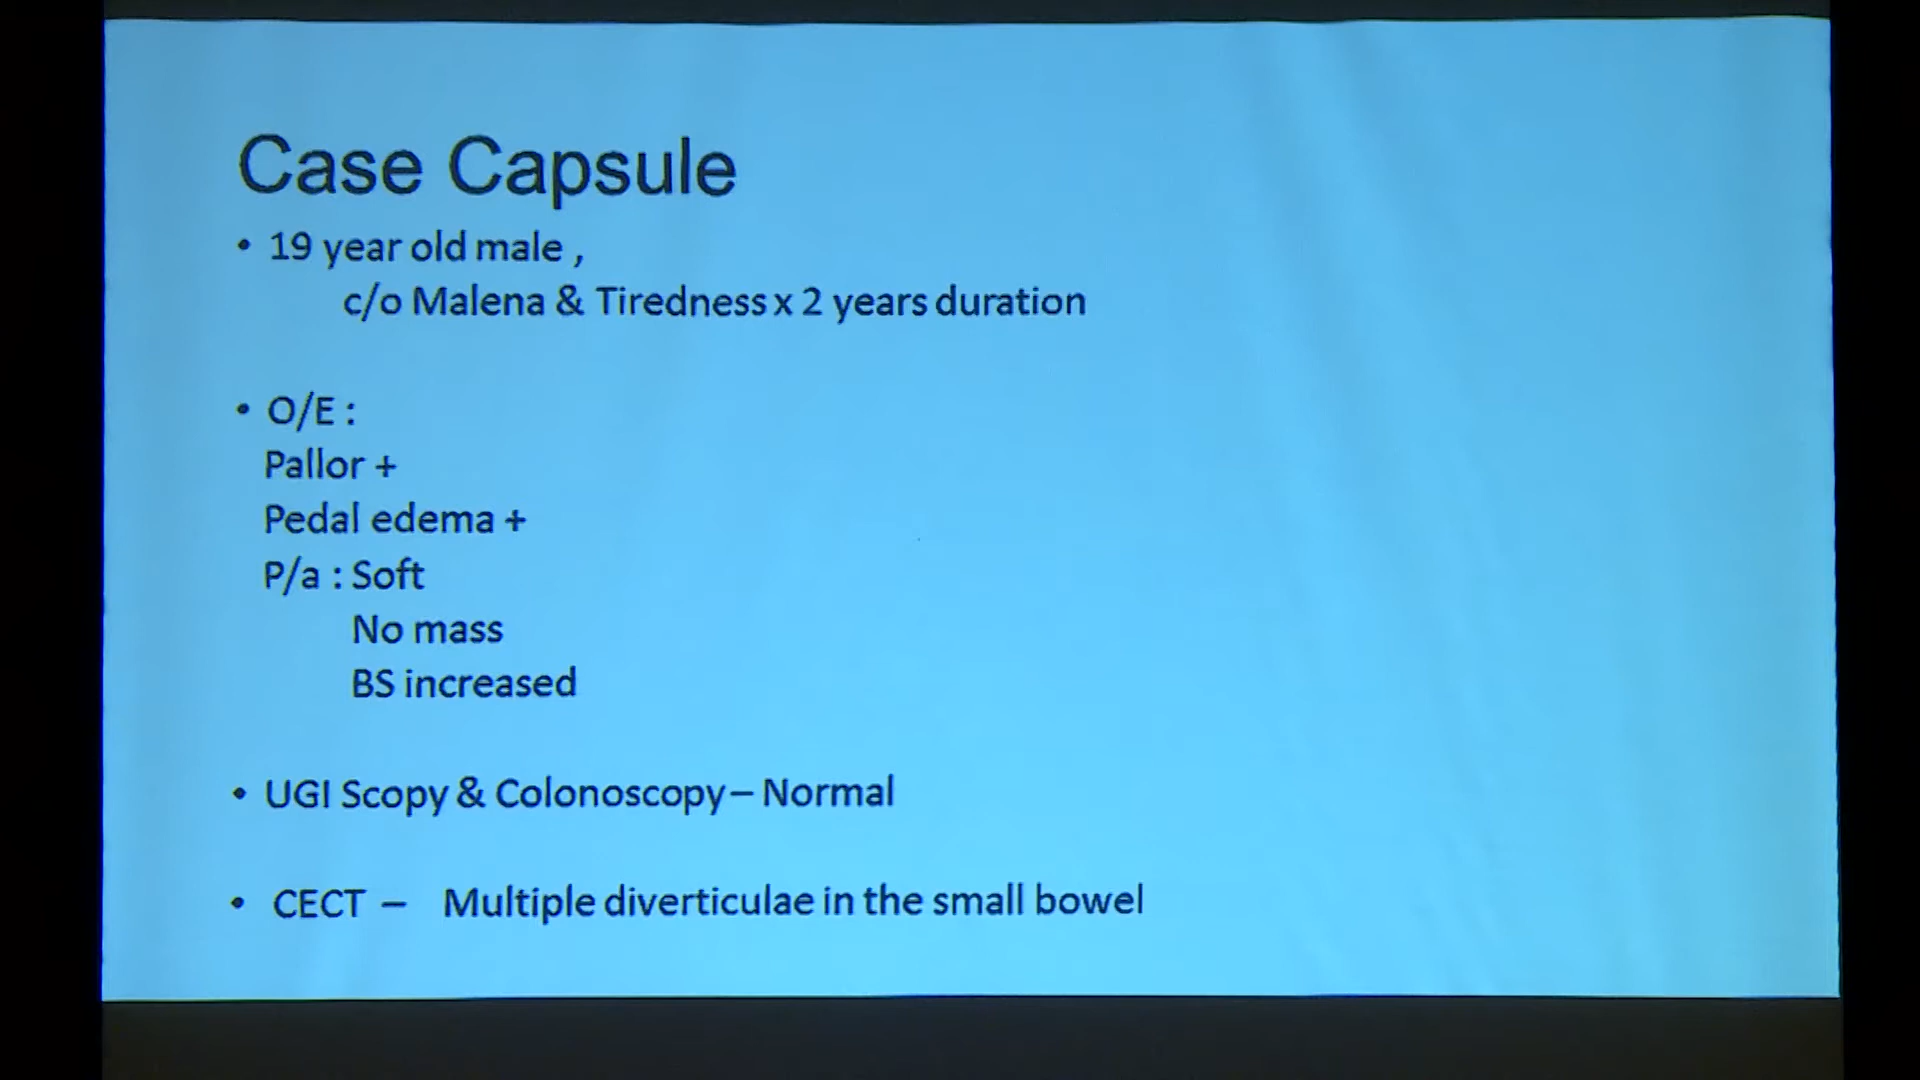 Case Capsule
• 19 year old male ,
c/o Malena & Tiredness x 2 years duration
• O/E :
Pallor +
Pedal edema +
P/a : Soft
No mass
BS increased
• UGI Scopy & Colonoscopy – Normal
• CECT – Multiple diverticulae in the small bowel